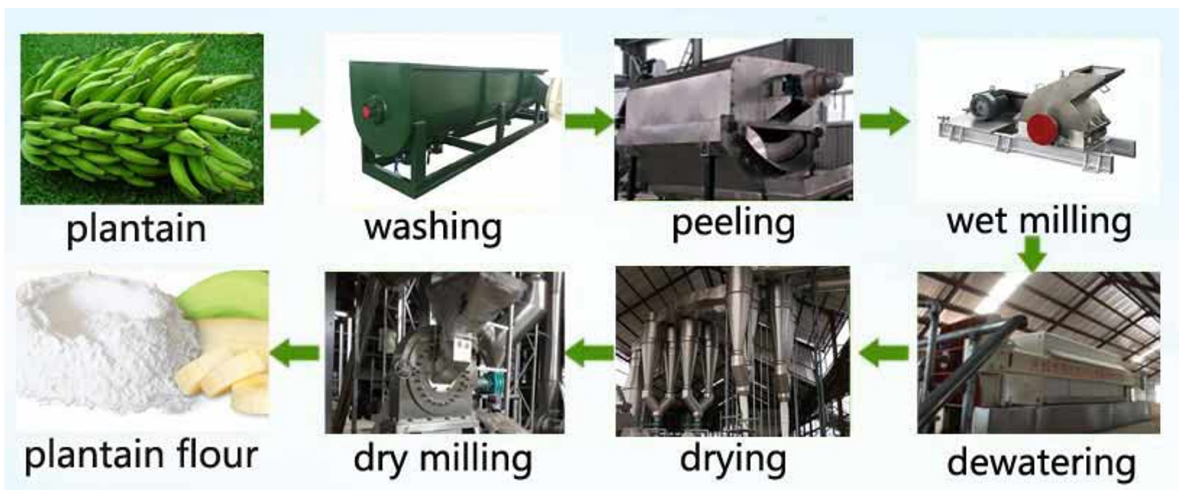 plantain
washing
peeling
wet milling
dewatering
drying
dry milling
plantain flour